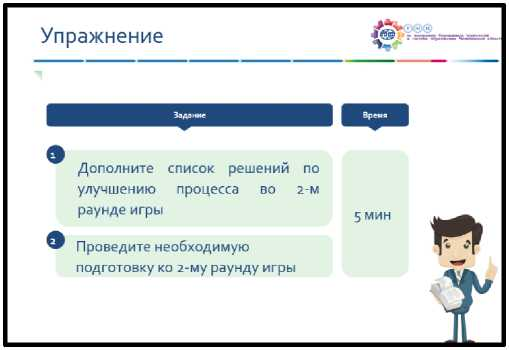 Упражнение
Задание
Время
1
Дополните список решений по
улучшению процесса во 2-м
раунде игры
5 мин
2
Проведите необходимую
подготовку ко 2-му раунду игры